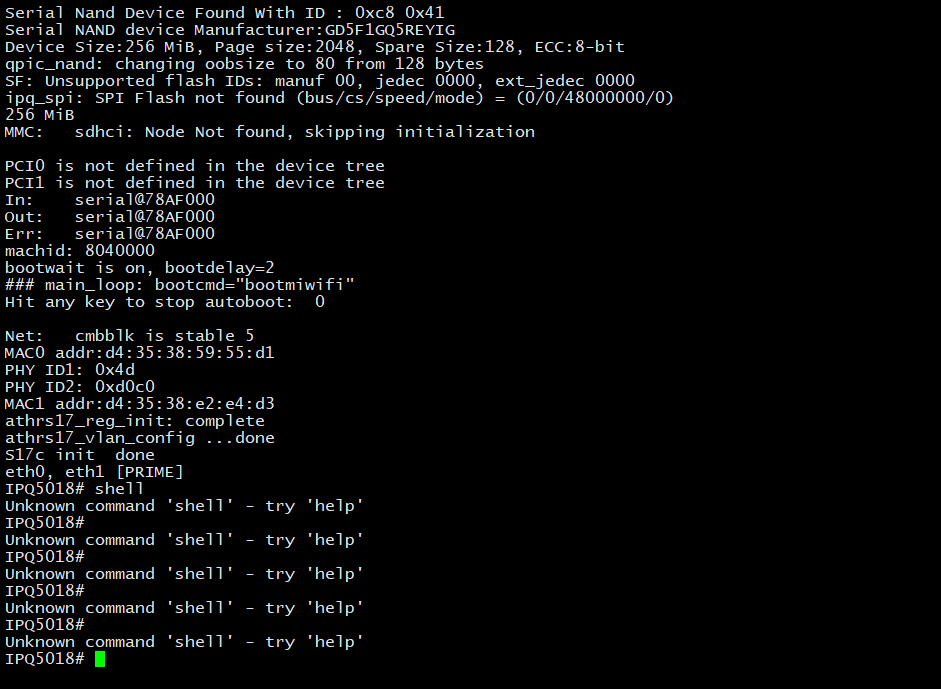 Serial Nand Device Found With ID : 0xc8 0x41
Serial NAND device Manufacturer:GD5F1GQ5REYIG
Device Size:256 MiB, Page size:2048, Spare Size:128, ECC:8-bit
qpic_nand: changing oobsize to 80 from 128 bytes
SF: Unsupported flash IDs: manuf 00, jedec 0000, ext_jedec 0000
ipq_spi: SPI Flash not found (bus/cs/speed/mode) = (0/0/48000000/0)
256 MiB
MMC:   sdhci: Node Not found, skipping initialization
PCI0 is not defined in the device tree
PCI1 is not defined in the device tree
In:    serial@78AF000
Out:   serial@78AF000
Err:   serial@78AF000
machid: 8040000
bootwait is on, bootdelay=2
### main_loop: bootcmd="bootmiwifi"
Hit any key to stop autoboot:  0
Net:   cmbblk is stable 5
MAC0 addr:d4:35:38:59:55:d1
PHY ID1: 0x4d
PHY ID2: 0xd0c0
MAC1 addr:d4:35:38:e2:e4:d3
athrs17_reg_init: complete
athrs17_vlan_config ...done
S17c init  done
eth0, eth1 [PRIME]
IPQ5018# shell
Unknown command 'shell' - try 'help'
IPQ5018#
Unknown command 'shell' - try 'help'
IPQ5018#
Unknown command 'shell' - try 'help'
IPQ5018#
Unknown command 'shell' - try 'help'
IPQ5018#
Unknown command 'shell' - try 'help'
IPQ5018#